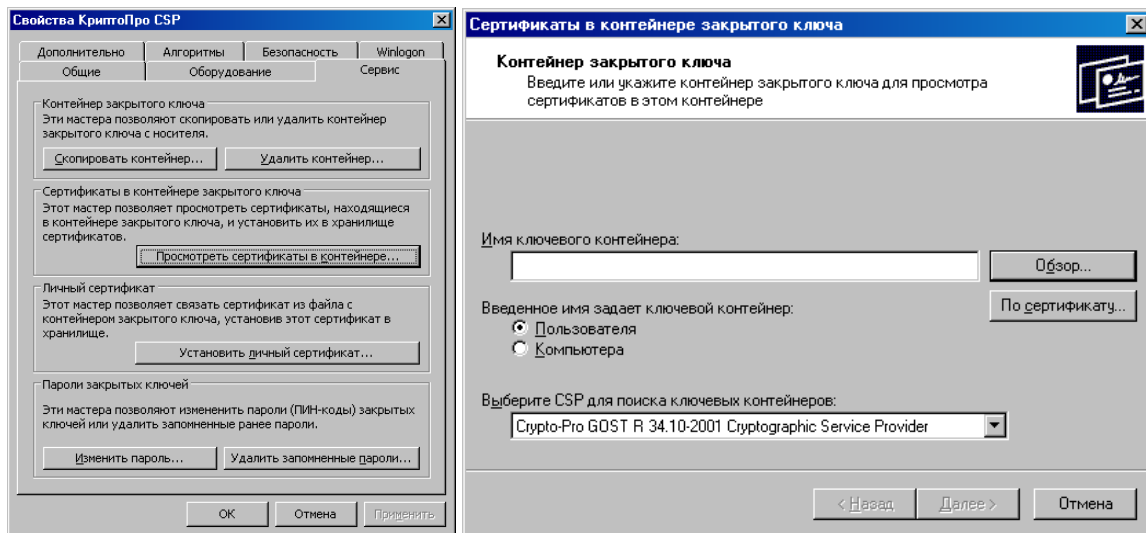 Свойства КриптоПро CSP
Дополнительно Алгоритмы Безопасность Winlogon
Общие Оборудование Сервис
Контейнер закрытого ключа
Эти мастера позволяют скопировать или удалить контейнер
закрытого ключа с носителя.
Скопировать контейнер... Удалить контейнер...
Сертификаты в контейнере закрытого ключа
Этот мастер позволяет просмотреть сертификаты, находящиеся
в контейнере закрытого ключа, и установить их в хранилище
сертификатов.
Просмотреть сертификаты в контейнере...
Личный сертификат
Этот мастер позволяет связать сертификат из файла с
контейнером закрытого ключа, установив этот сертификат в
хранилище.
Установить личный сертификат...
Пароли закрытых ключей
Эти мастера позволяют измененить пароли (ПИН-коды) закрытых
ключей или удалить запомненные ранее пароли.
Изменить пароль... Удалить запомненные пароли...
ОК Отмена Применить
Сертификаты в контейнере закрытого ключа
Контейнер закрытого ключа
Введите или укажите контейнер закрытого ключа для просмотра
сертификатов в этом контейнере
Имя ключевого контейнера:
Обзор...
Введенное имя задает ключевой контейнер:
По сертификату...
Пользователя
Компьютера
Выберите CSP для поиска ключевых контейнеров:
Crypto-Pro GOST R 34.10-2001 Cryptographic Service Provider
< Назад Далее > Отмена